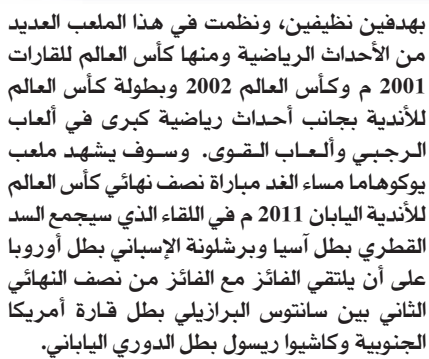 بهدفين نظيفين، ونظمت في هذا الملعب العديد
من الأحداث الرياضية ومنها كأس العالم للقارات
2001 م وكأس العالم 2002 وبطولة كأس العالم
للأندية بجانب أحداث رياضية كبرى في ألعاب
الرجبي وألعاب القوى. وسوف يشهد ملعب
يوكوهاما مساء الغد مباراة نصف نهائي كأس العالم
للأندية اليابان 2011 م في اللقاء الذي سيجمع السد
القطري بطل آسيا وبرشلونة الإسباني بطل أوروبا
على أن يلتقي الفائز مع الفائز من نصف النهائي
الثاني بين سانتوس البرازيلي بطل قارة أمريكا
الجنوبية وكاشيوا ريسول بطل الدوري الياباني.